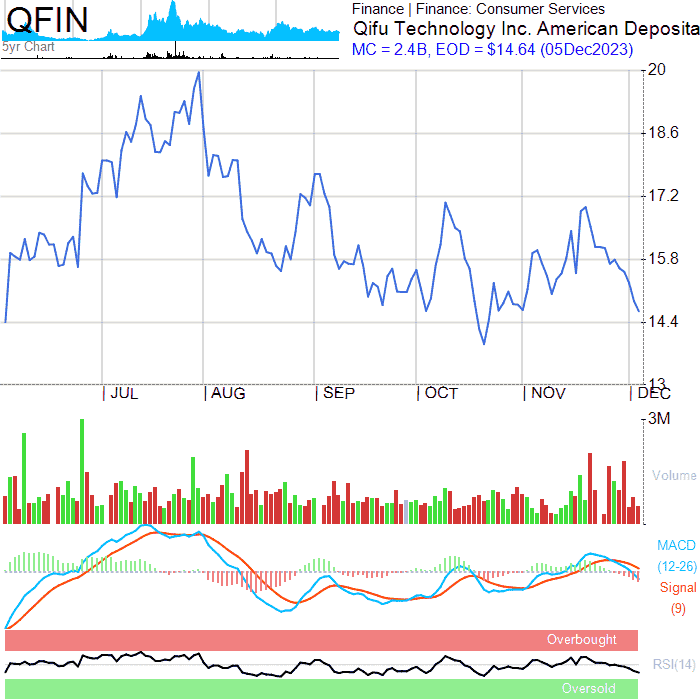 QFIN
5yr Chart
Finance | Finance: Consumer Services
Qifu Technology Inc. American Deposita
MC = 2.4B, EOD = $14.64 (05Dec2023)
20
18.6
17.2
15.8
14.4
13
JUL
AUG
SEP
OCT
NOV
DEC
3M
Volume
MACD
(12-26)
Signal
(9)
Overbought
RSI(14)
Oversold